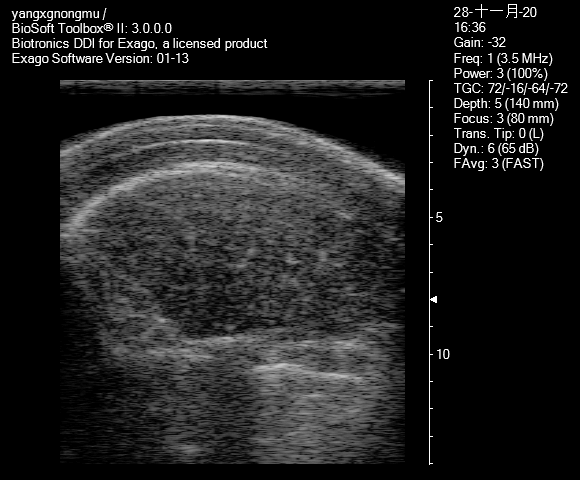 yangxgnongmu /
BioSoft Toolbox® II: 3.0.0.0
Biotronics DDI for Exago, a licensed product
Exago Software Version: 01-13
28-十一月-20
16:36
Gain: -32
Freq: 1 (3.5 MHz)
Power: 3 (100%)
TGC: 72/-16/-64/-72
Depth: 5 (140 mm)
Focus: 3 (80 mm)
Trans. Tip: 0 (L)
Dyn.: 6 (65 dB)
FAvg: 3 (FAST)
5
10